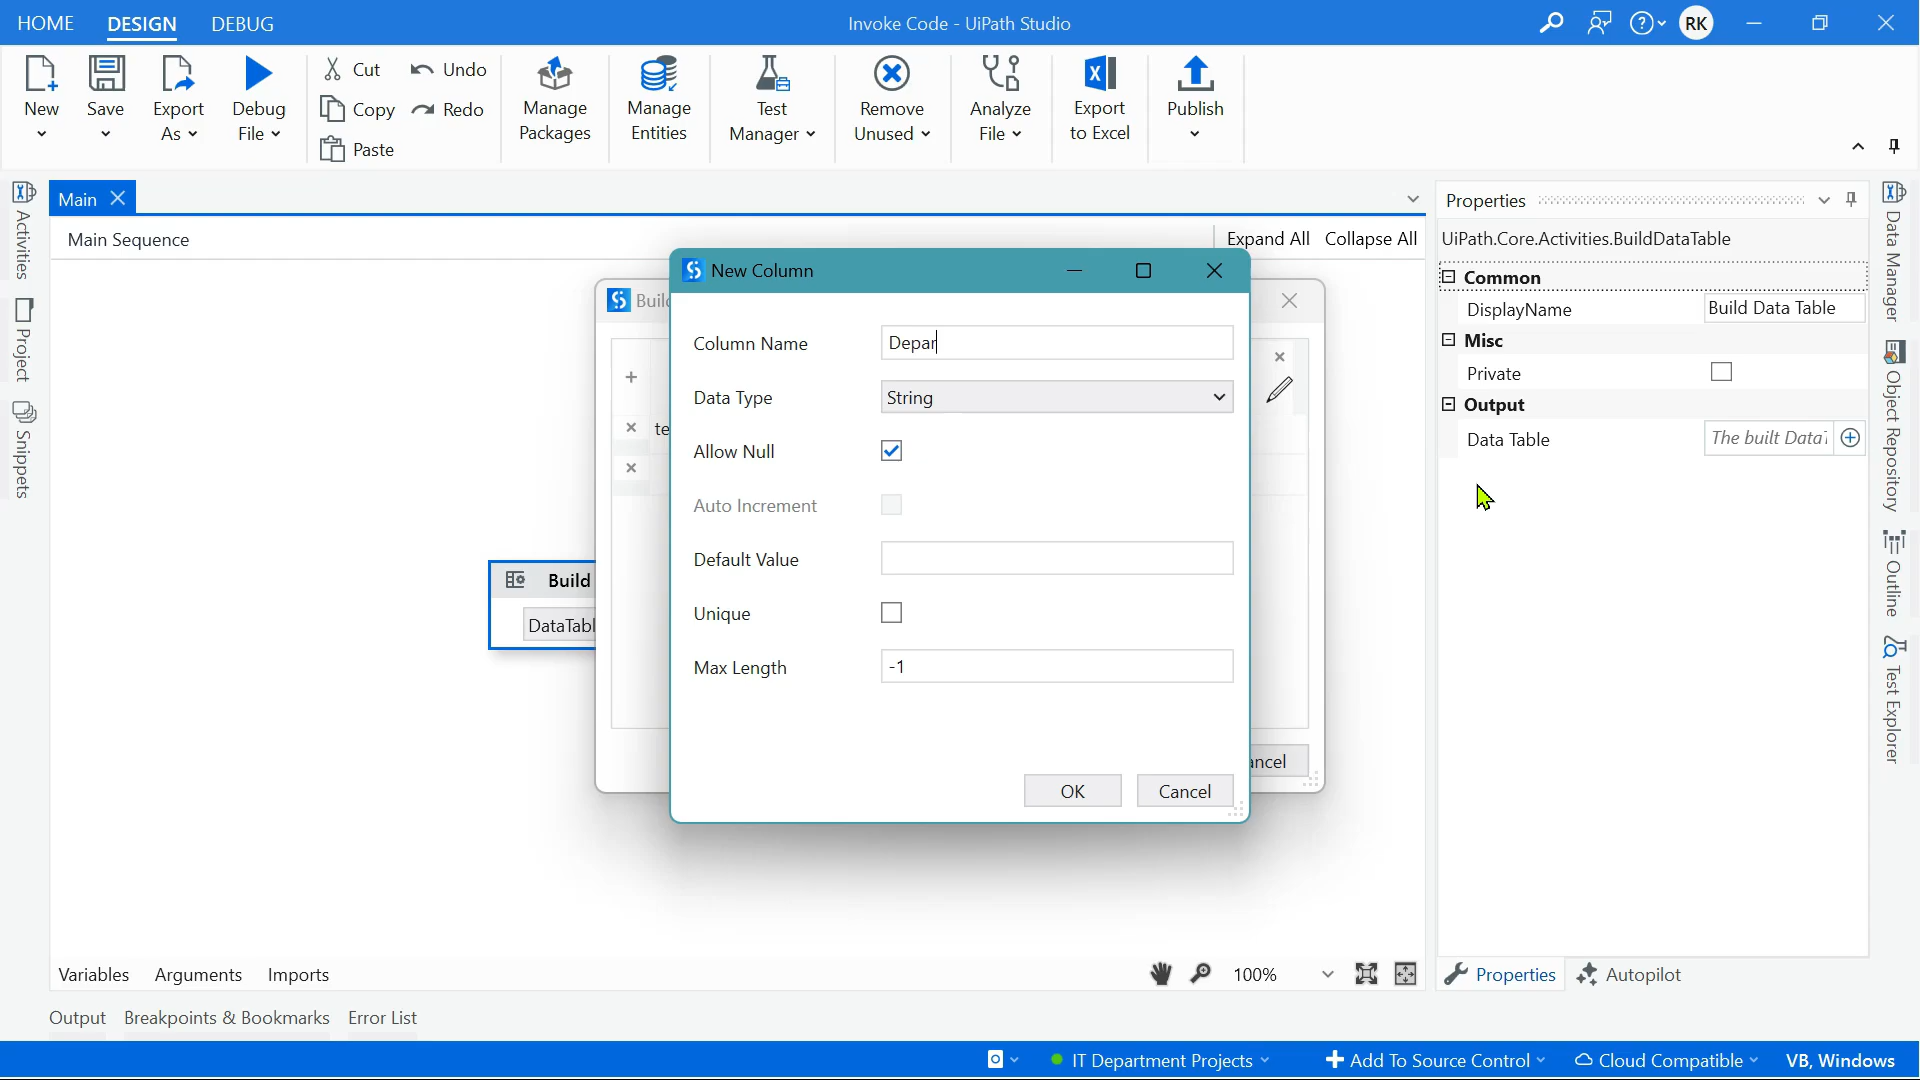 HOME DESIGN DEBUG Invoke Code - UiPath Studio RK
New Save Export As Debug File
Cut Copy Paste Undo Redo
Manage Packages
Manage Entities
Test Manager
Remove Unused
Analyze File
Export to Excel
Publish
Activities
Project
Snippets
Main
Main Sequence Expand All Collapse All
New Column
Column Name Depar
Data Type String
Allow Null
Auto Increment
Default Value
Unique
Max Length -1
OK Cancel
Build
DataTabl
Properties
UiPath.Core.Activities.BuildDataTable
Common
DisplayName Build Data Table
Misc
Private
Output
Data Table The built DataT
Data Manager
Object Repository
Outline
Test Explorer
Variables Arguments Imports 100%
Properties Autopilot
Output Breakpoints & Bookmarks Error List
IT Department Projects Add To Source Control Cloud Compatible VB, Windows